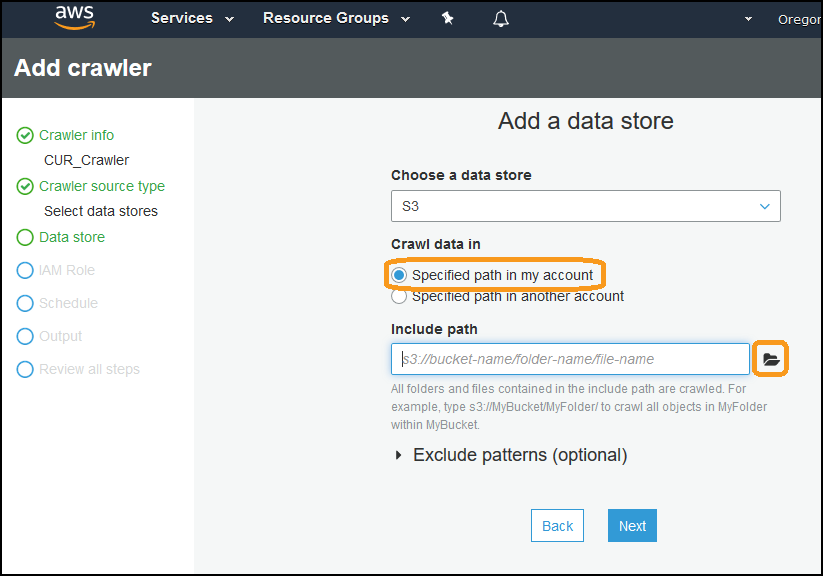 aws
Services
Resource Groups
Oregor
Add crawler
Crawler info
CUR_Crawler
Crawler source type
Select data stores
Data store
IAM Role
Schedule
Output
Review all steps
Add a data store
Choose a data store
S3
Crawl data in
Specified path in my account
Specified path in another account
Include path
s3://bucket-name/folder-name/file-name
All folders and files contained in the include path are crawled. For
example, type s3://MyBucket/MyFolder/ to crawl all objects in MyFolder
within MyBucket.
Exclude patterns (optional)
Back
Next